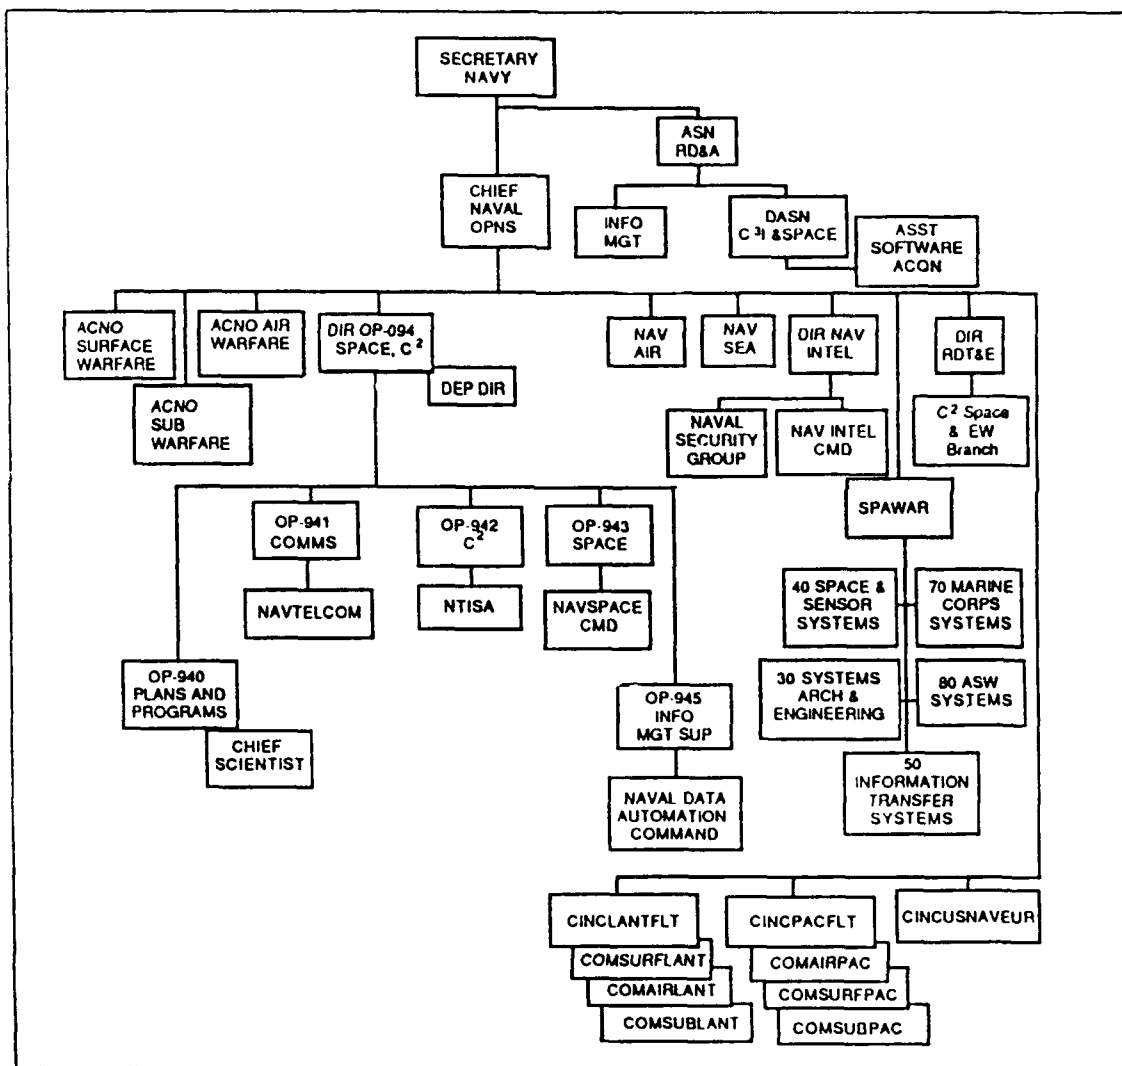 SECRETARY
NAVY
ASN
RD&A
CHIEF
NAVAL
OPNS
INFO
MGT
DASN
C³I &SPACE
ASST
SOFTWARE
ACQN
ACNO
SURFACE
WARFARE
ACNO
SUB
WARFARE
ACNO AIR
WARFARE
DIR OP-094
SPACE, C²
DEP DIR
NAV
AIR
NAV
SEA
DIR NAV
INTEL
DIR
RDT&E
NAVAL
SECURITY
GROUP
NAV INTEL
CMD
C² Space
& EW
Branch
SPAWAR
OP-941
COMMS
OP-942
C²
OP-943
SPACE
NAVTELCOM
NTISA
NAVSPACE
CMD
40 SPACE &
SENSOR
SYSTEMS
70 MARINE
CORPS
SYSTEMS
OP-940
PLANS AND
PROGRAMS
CHIEF
SCIENTIST
OP-945
INFO
MGT SUP
30 SYSTEMS
ARCH &
ENGINEERING
80 ASW
SYSTEMS
50
INFORMATION
TRANSFER
SYSTEMS
NAVAL DATA
AUTOMATION
COMMAND
CINCLANTFLT
COMSURFLANT
COMAIRLANT
COMSUBLANT
CINCPACFLT
COMAIRPAC
COMSURFPAC
COMSUBPAC
CINCUSNAVEUR